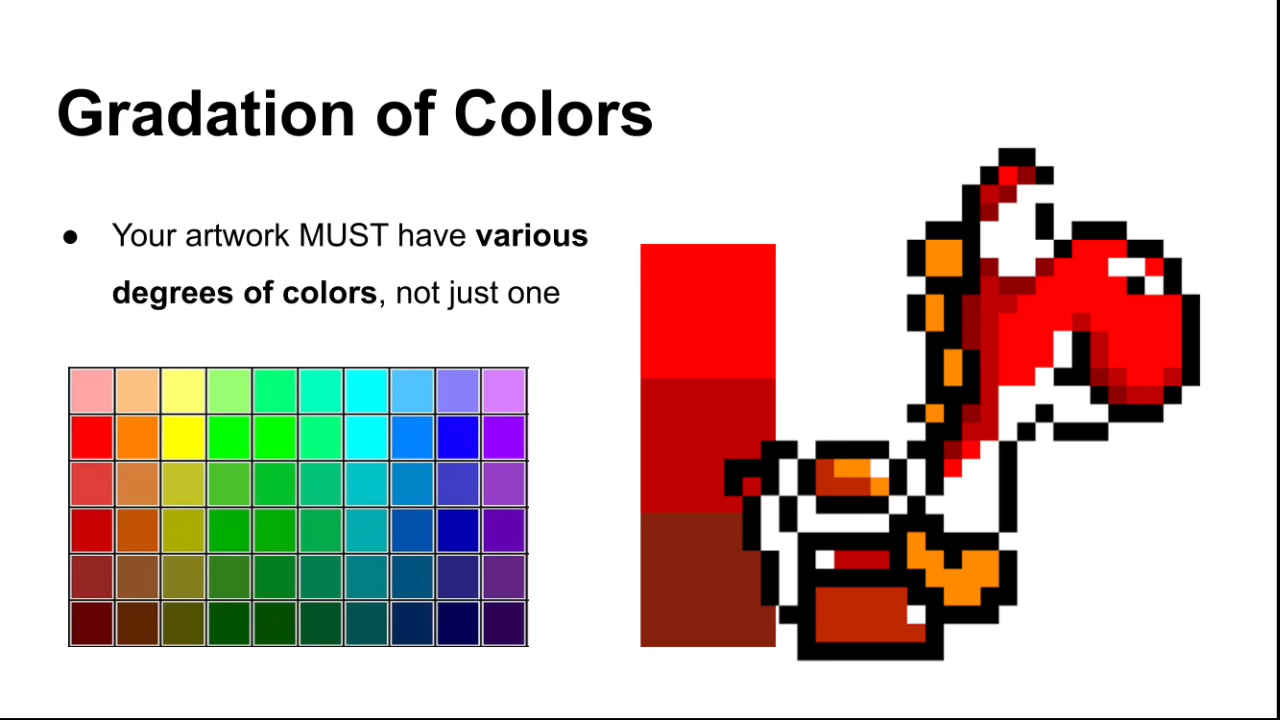 Gradation of Colors
● Your artwork MUST have various
degrees of colors, not just one